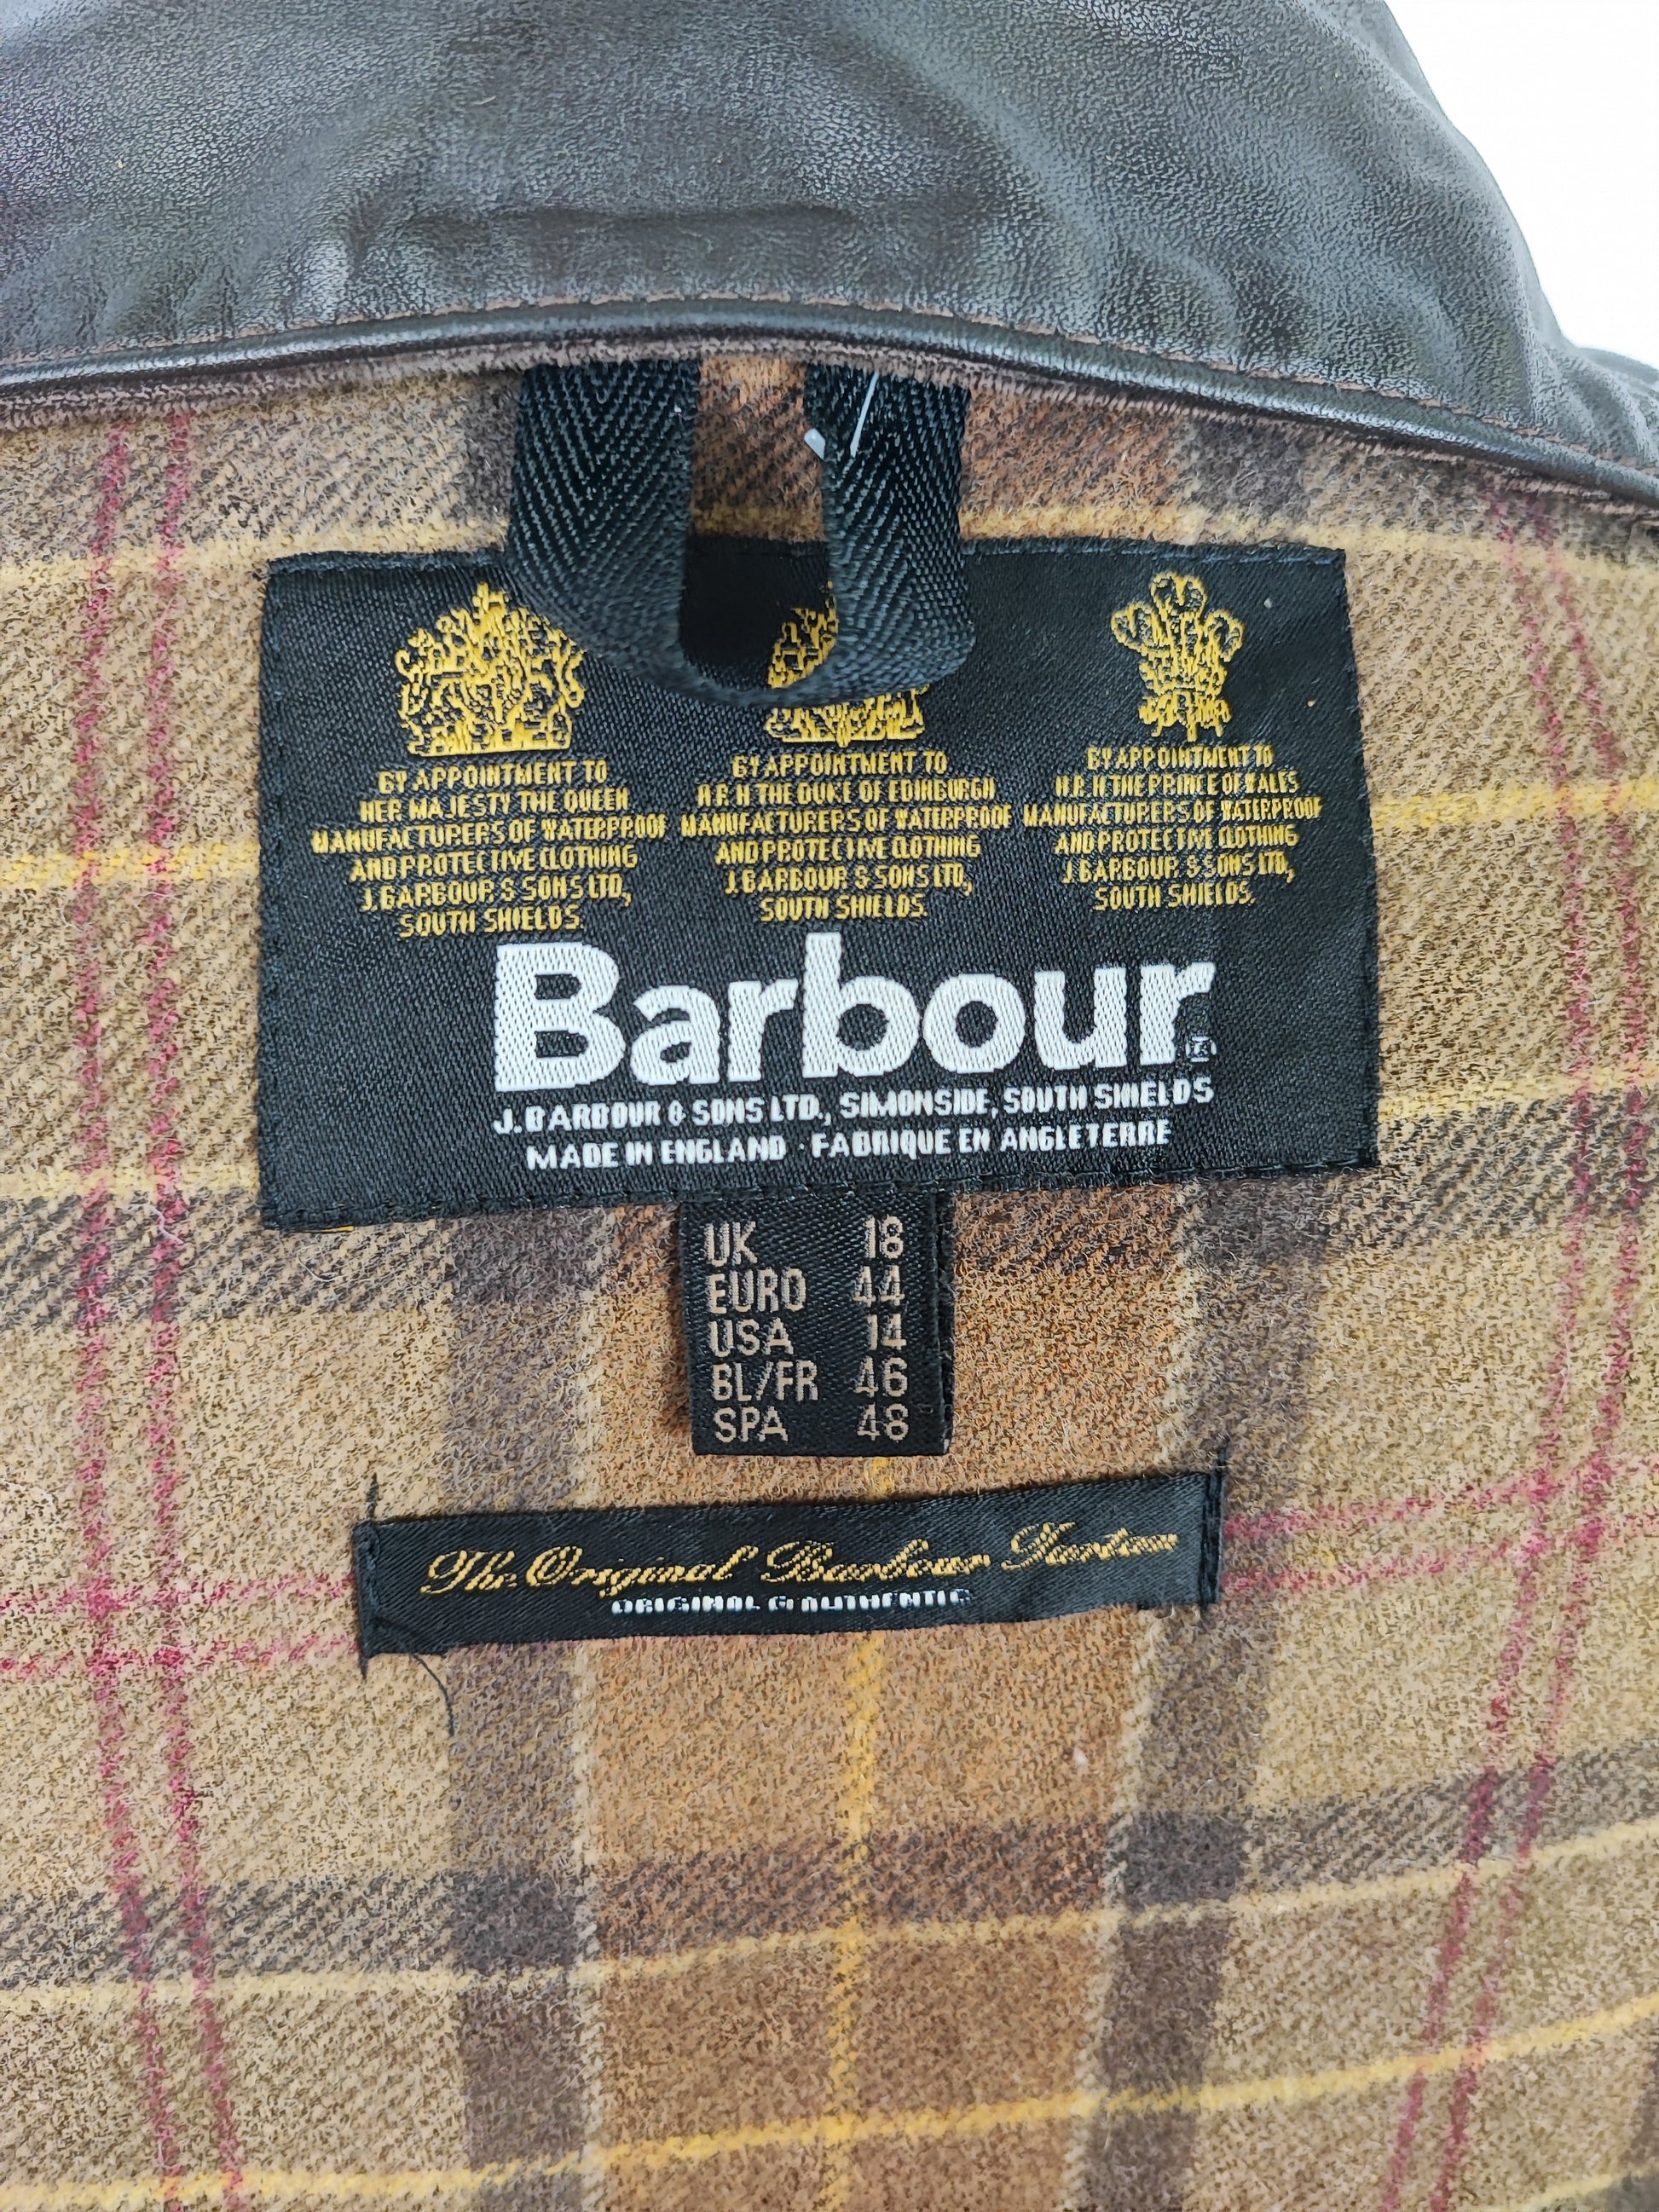 BY APPOINTMENT TO
HER MAJESTY THE QUEEN
MANUFACTURERS OF WATERPROOF
AND PROTECTIVE CLOTHING
J. BARBOUR & SONS LTD,
SOUTH SHIELDS.
BY APPOINTMENT TO
H.R.H THE DUKE OF EDINBURGH
MANUFACTURERS OF WATERPROOF
AND PROTECTIVE CLOTHING
J. BARBOUR & SONS LTD,
SOUTH SHIELDS.
BY APPOINTMENT TO
H.R.H THE PRINCE OF WALES
MANUFACTURERS OF WATERPROOF
AND PROTECTIVE CLOTHING
J. BARBOUR & SONS LTD,
SOUTH SHIELDS.
Barbour®
J. BARBOUR & SONS LTD., SIMONSIDE, SOUTH SHIELDS
MADE IN ENGLAND · FABRIQUE EN ANGLETERRE
UK 18
EURO 44
USA 14
BL/FR 46
SPA 48
The Original Barbour Tartan
ORIGINAL & AUTHENTIC